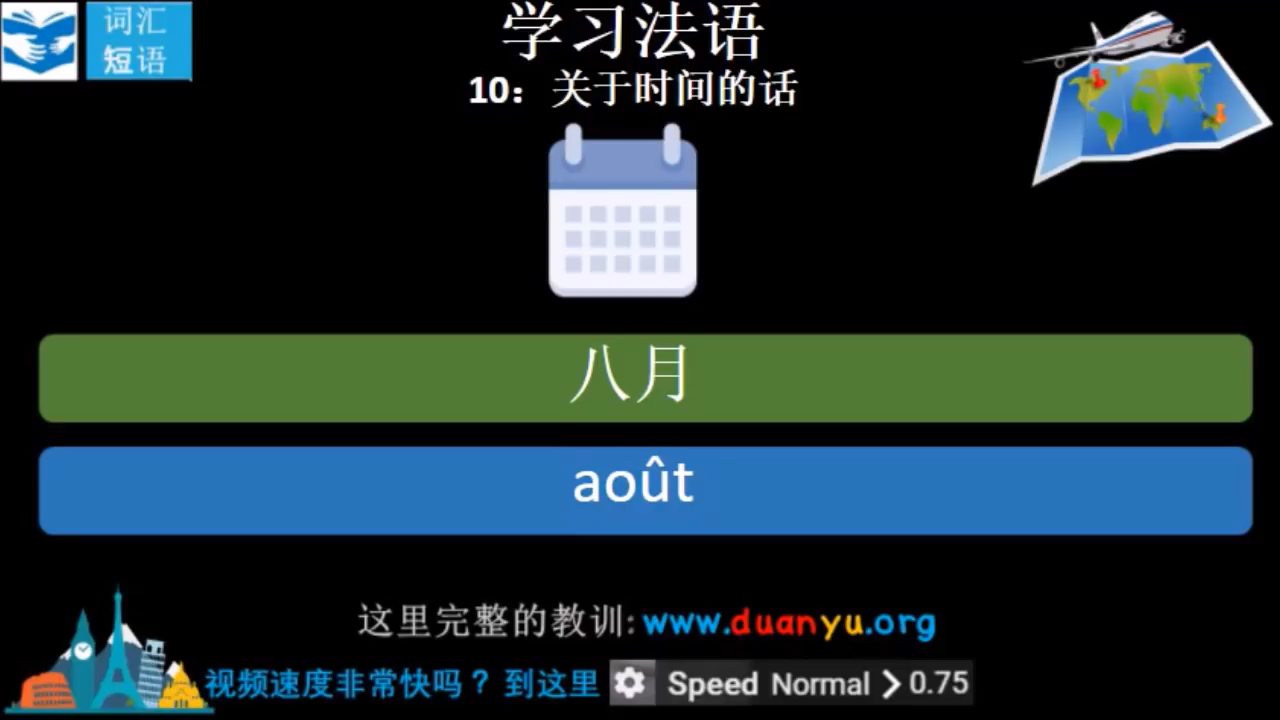 词汇
短语
学习法语
10：关于时间的话
八月
août
这里完整的教训: www.duanyu.org
视频速度非常快吗？ 到这里 Speed Normal > 0.75